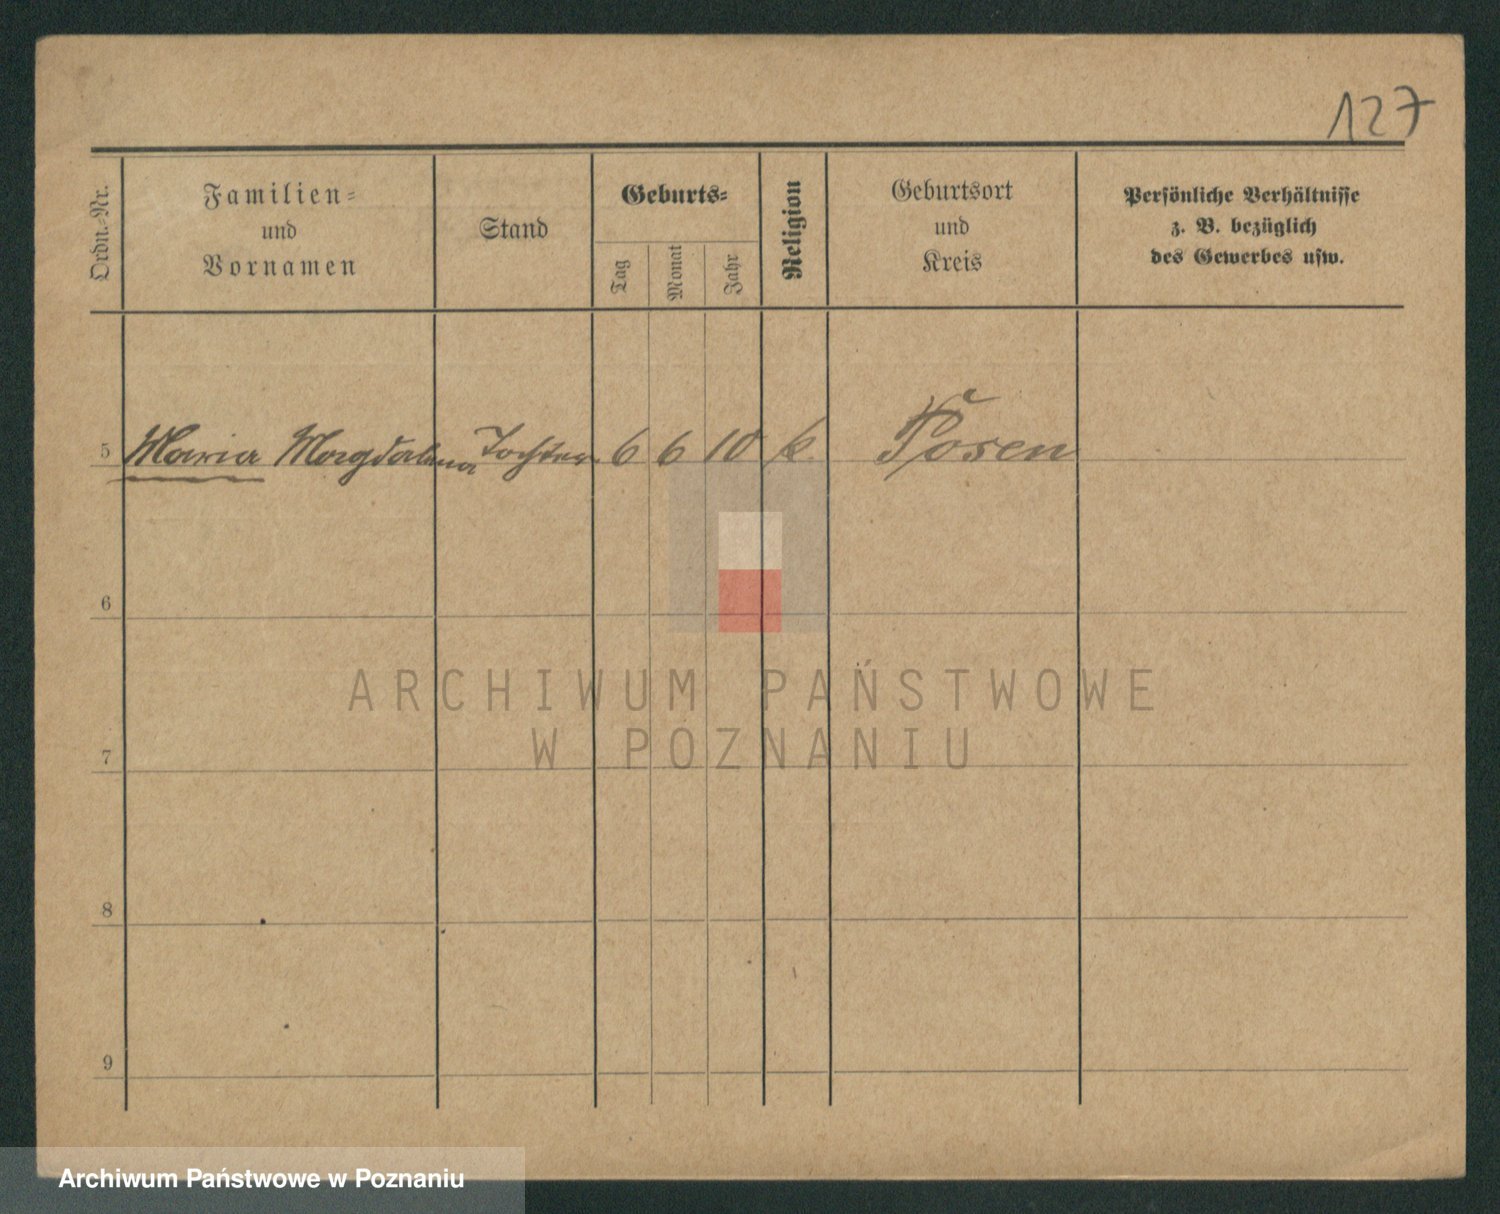 127
Ordn.-Nr.
Familien-
und
Vornamen
Stand
Geburts-
Tag
Monat
Jahr
Religion
Geburtsort
und
Kreis
Persönliche Verhältnisse
z. B. bezüglich
des Gewerbes usw.
5 Maria Magdalena Tochter 6 6 10 k. Posen
6
7
8
9
ARCHIWUM PAŃSTWOWE
W POZNANIU
Archiwum Państwowe w Poznaniu